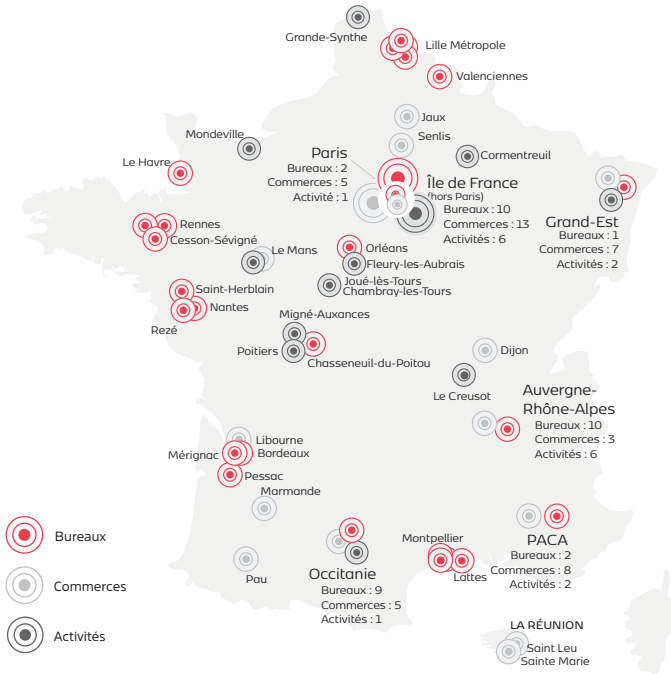 Grande-Synthe
Lille Métropole
Valenciennes
Jaux
Senlis
Mondeville
Cormentreuil
Le Havre
Paris
Bureaux : 2
Commerces : 5
Activité : 1
Île de France
(hors Paris)
Bureaux : 10
Commerces : 13
Activités : 6
Grand-Est
Bureaux : 1
Commerces : 7
Activités : 2
Rennes
Cesson-Sévigné
Le Mans
Orléans
Fleury-les-Aubrais
Joué-lès-Tours
Chambray-les-Tours
Saint-Herblain
Nantes
Rezé
Migné-Auxances
Poitiers
Chasseneuil-du-Poitou
Dijon
Le Creusot
Auvergne-
Rhône-Alpes
Bureaux : 10
Commerces : 3
Activités : 6
Libourne
Bordeaux
Mérignac
Pessac
Marmande
Pau
Occitanie
Bureaux : 9
Commerces : 5
Activités : 1
Montpellier
Lattes
PACA
Bureaux : 2
Commerces : 8
Activités : 2
LA RÉUNION
Saint Leu
Sainte Marie
Bureaux
Commerces
Activités